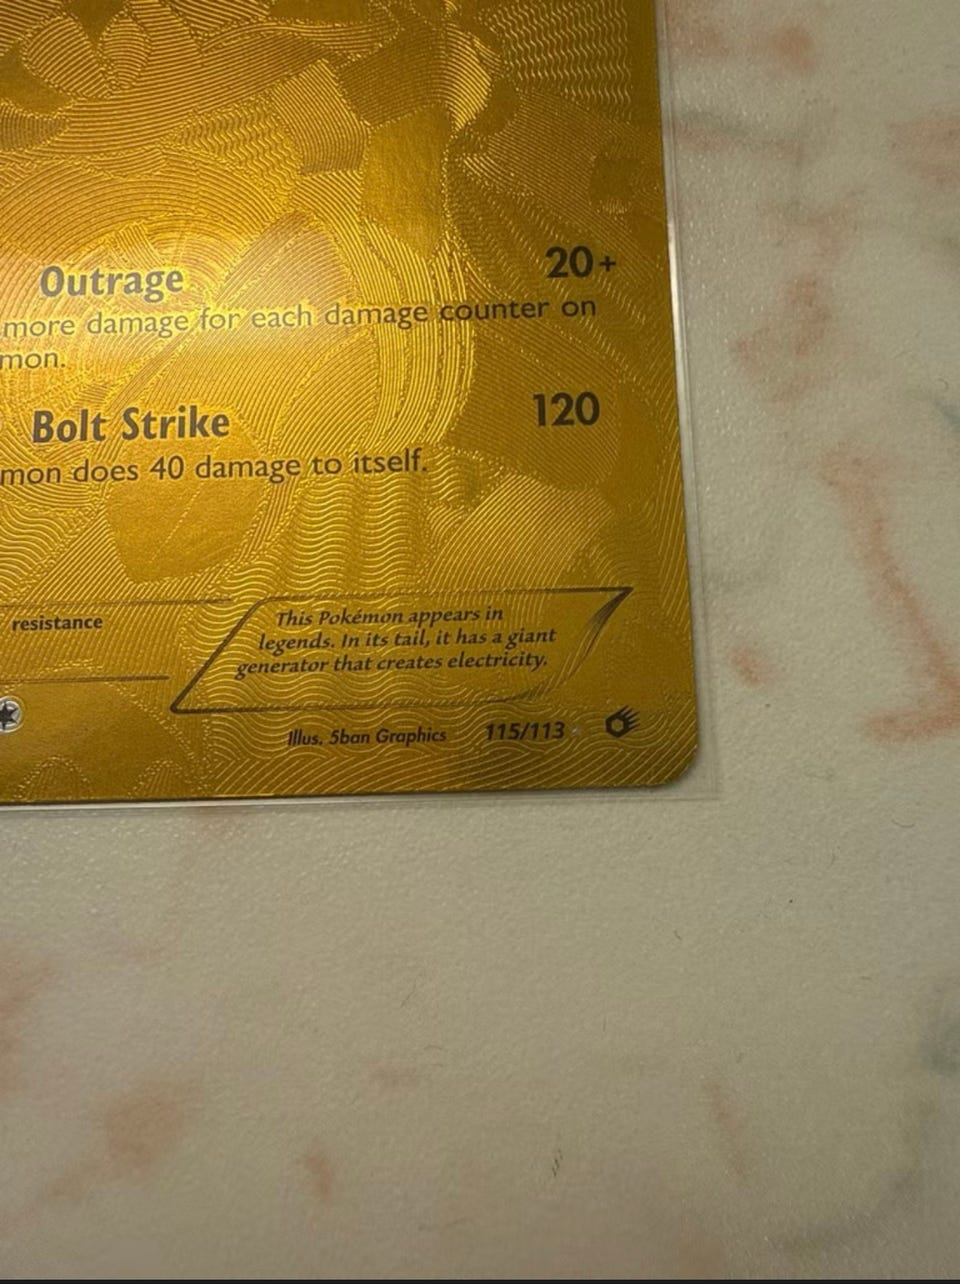 Outrage 20+
more damage for each damage counter on
mon.
Bolt Strike 120
mon does 40 damage to itself.
resistance
This Pokémon appears in
legends. In its tail, it has a giant
generator that creates electricity.
Illus. 5ban Graphics 115/113